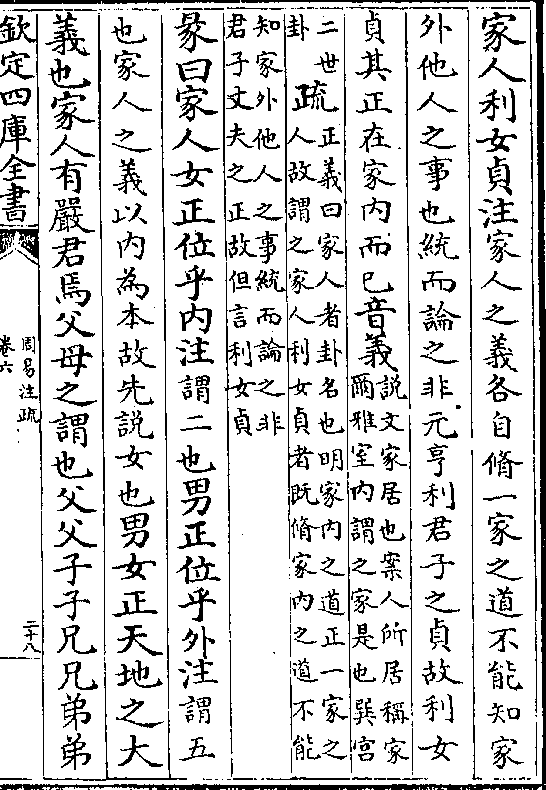 家人利女貞注家人之義各自脩一家之道不能知家
外他人之事也統而論之非元亨利君子之貞故利女
貞其正在家內而已音義說文家居也案人所居稱家
爾雅室內謂之家是也巽宮
二世
卦
疏正義曰家人者卦名也明家內之道正一家之
人故謂之家人利女貞者既脩家內之道不能
知家外他人之事統而論之非
君子丈夫之正故但言利女貞
彖曰家人女正位乎內注謂二也男正位乎外注謂五
也家人之義以內為本故先說女也男女正天地之大
義也家人有嚴君焉父母之謂也父父子子兄兄弟弟
欽定四庫全書
周易注疏
卷六
二十八